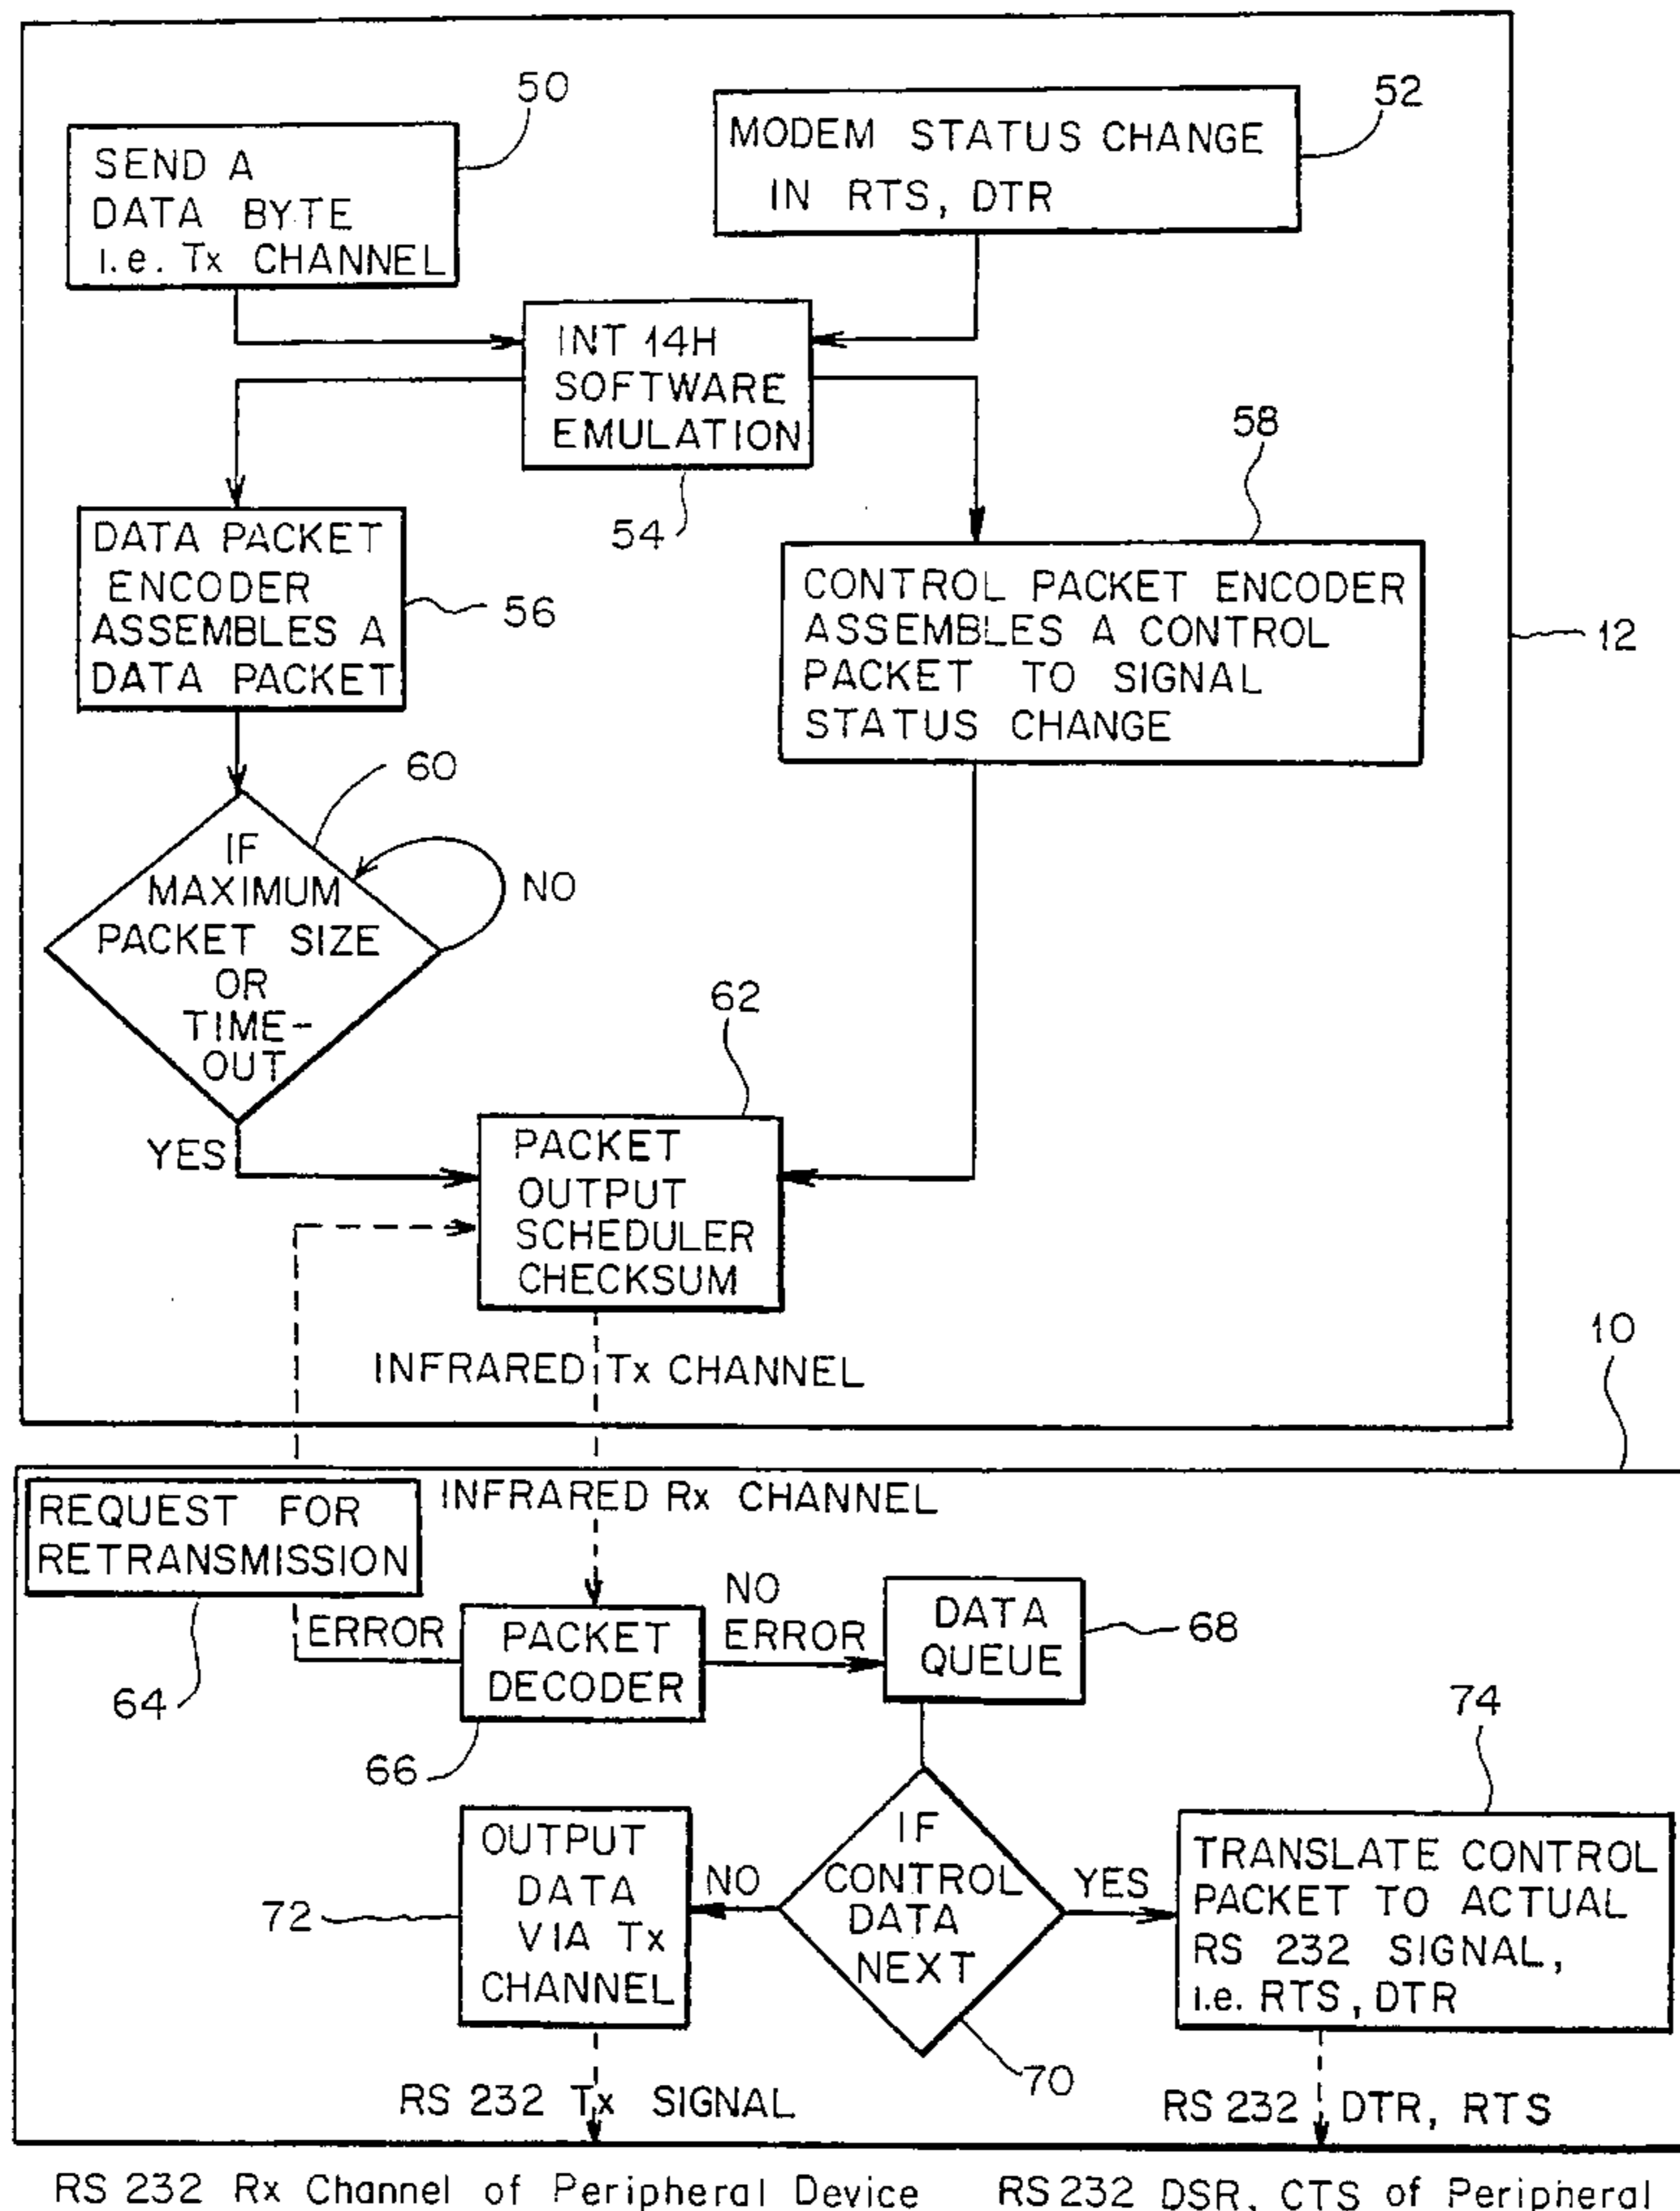 50
52
SEND A
DATA BYTE
i.e. Tx CHANNEL
MODEM STATUS CHANGE
IN RTS, DTR
INT 14H
SOFTWARE
EMULATION
54
58
DATA PACKET
ENCODER
ASSEMBLES A
DATA PACKET
56
CONTROL PACKET ENCODER
ASSEMBLES A CONTROL
PACKET TO SIGNAL
STATUS CHANGE
12
60
IF
MAXIMUM
PACKET SIZE
OR
TIME-
OUT
NO
YES
62
PACKET
OUTPUT
SCHEDULER
CHECKSUM
INFRARED Tx CHANNEL
10
REQUEST FOR
RETRANSMISSION
64
INFRARED Rx CHANNEL
ERROR
PACKET
DECODER
66
NO
ERROR
DATA
QUEUE
68
74
OUTPUT
DATA
VIA Tx
CHANNEL
72
NO
IF
CONTROL
DATA
NEXT
70
YES
TRANSLATE CONTROL
PACKET TO ACTUAL
RS 232 SIGNAL,
i.e. RTS, DTR
RS 232 Tx SIGNAL
RS 232 DTR, RTS
RS 232 Rx Channel of Peripheral Device
RS 232 DSR, CTS of Peripheral